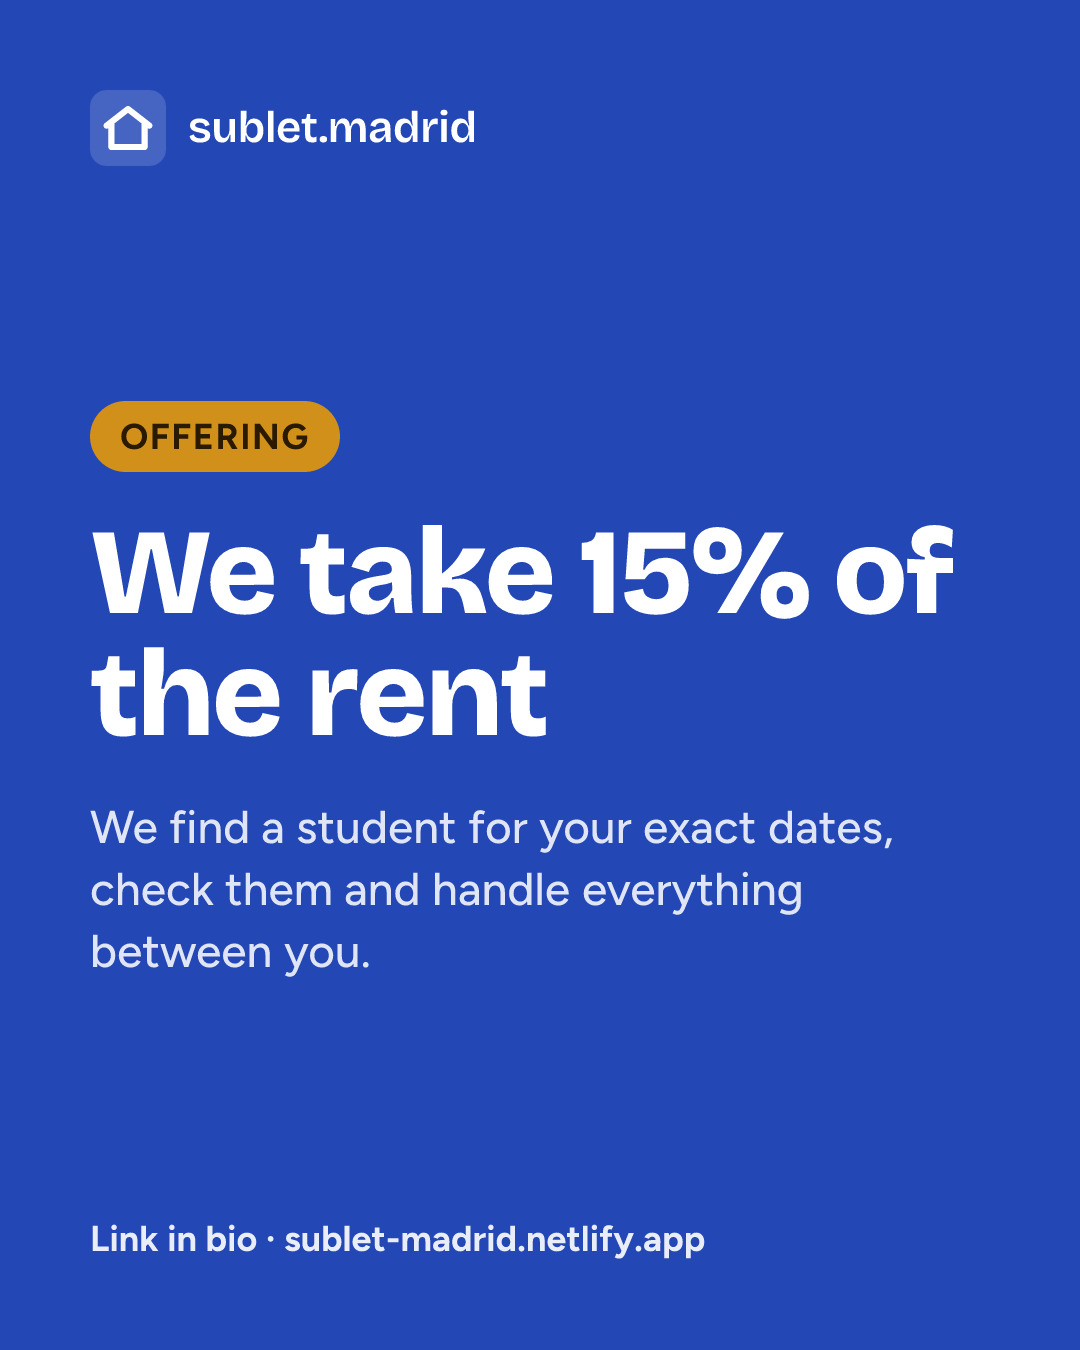 sublet.madrid
OFFERING
We take 15% of
the rent
We find a student for your exact dates,
check them and handle everything
between you.
Link in bio · sublet-madrid.netlify.app